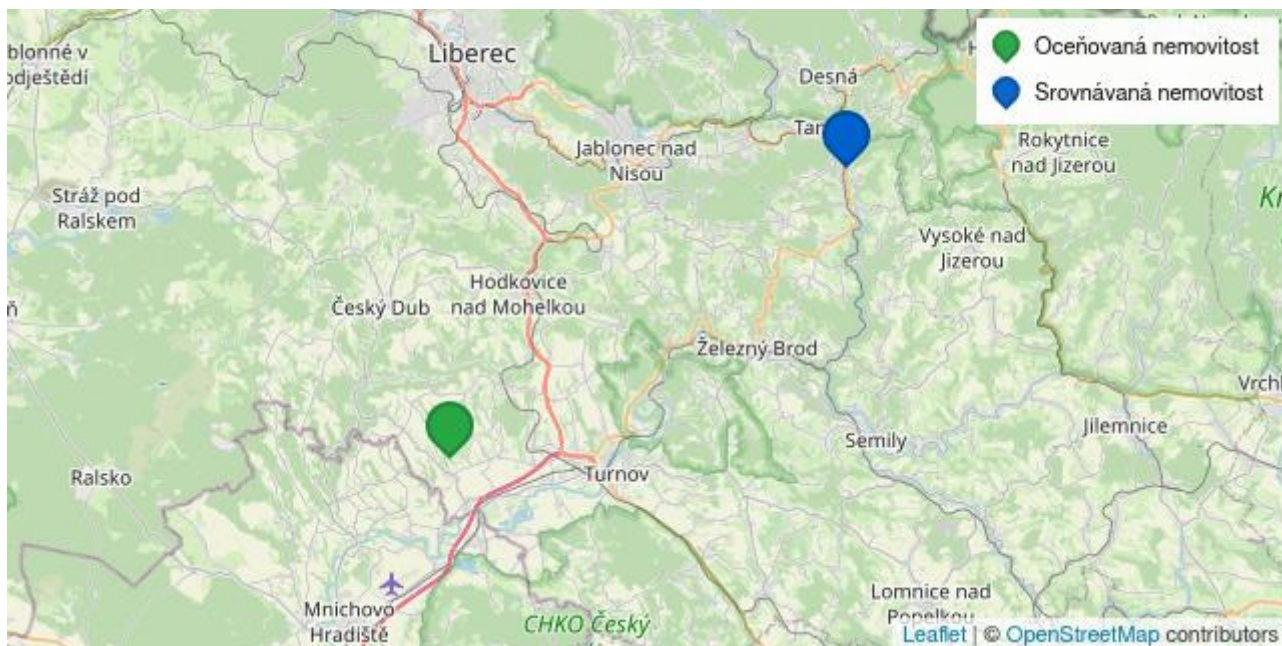 Liberec
Desná
Jablonec nad
Nisou
Rokytnice
nad Jizerou
Stráž pod
Ralskem
Vysoké nad
Jizerou
Hodkovice
nad Mohelkou
Český Dub
Železný Brod
Semily
Jilemnice
Ralsko
Turnov
Mnichovo
Hradiště
CHKO Český
Lomnice nad
Popelkou
Oceňovaná nemovitost
Srovnávaná nemovitost
Leaflet | © OpenStreetMap contributors